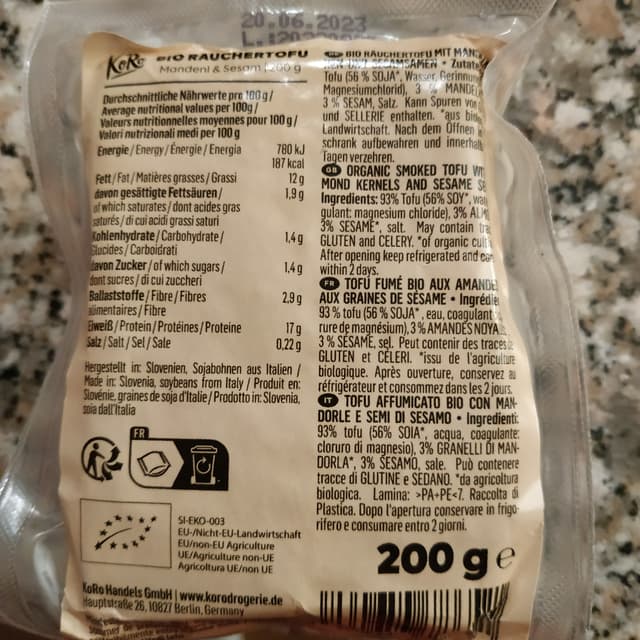 20.06.2023
KoRo
BIO RÄUCHERTOFU
Mandeni & Sesam | 200 g
Durchschnittliche Nährwerte pro 100 g /
Average nutritional values per 100g /
Valeurs nutritionnelles moyennes pour 100 g /
Valori nutrizionali medi per 100 g
Energie / Energy / Énergie / Energia 780 kJ
187 kcal
Fett / Fat / Matières grasses / Grassi 12 g
davon gesättigte Fettsäuren / 1,9 g
of which saturates / dont acides gras
saturés / di cui acidi grassi saturi
Kohlenhydrate / Carbohydrate / 1,4 g
Glucides / Carboidrati
davon Zucker / of which sugars / 1,4 g
dont sucres / di cui zuccheri
Ballaststoffe / Fibre / Fibres 2,9 g
alimentaires / Fibre
Eiweiß / Protein / Protéines / Proteine 17 g
Salz / Salt / Sel / Sale 0,22 g
Hergestellt in: Slovenien, Sojabohnen aus Italien /
Made in: Slovenia, soybeans from Italy / Produit en:
Slovénie, graines de soja d'Italie / Prodotto in: Slovenia,
soia dall'Italia
FR
SI-EKO-003
EU-/Nicht-EU-Landwirtschaft
EU/non-EU Agriculture
UE/Agriculture non-UE
Agricoltura UE/non UE
KoRo Handels GmbH | www.korodrogerie.de
Hauptstraße 26, 10827 Berlin, Germany
BIO RÄUCHERTOFU MIT
SESAMSAMEN •
Tofu (56 % SOJA*, Wasser,
Magnesiumchlorid), 3 %
3 % SESAM, Salz. Kann Spuren von
und SELLERIE enthalten. *aus
Landwirtschaft. Nach dem Öffnen
schrank aufbewahren und innerhalb
Tagen verzehren.
GB ORGANIC SMOKED TOFU
MOND KERNELS AND SESAME
Ingredients: 93% Tofu (56% SOY*,
gulant: magnesium chloride), 3%
3% SESAME*, salt. May contain
GLUTEN and CELERY. *of organic
After opening keep refrigerated and
within 2 days.
FR TOFU FUMÉ BIO AUX
AUX GRAINES DE SÉSAME •
93 % tofu (56 % SOJA*, eau, coagulant:
rure de magnésium), 3 % AMANDES
3 % SÉSAME, sel. Peut contenir des traces
GLUTEN et CÉLERI. *issu de l'agriculture
biologique. Après ouverture, conservez au
réfrigérateur et consommez dans les 2 jours.
IT TOFU AFFUMICATO BIO CON MAN-
DORLE E SEMI DI SESAMO • Ingredienti:
93% tofu (56% SOIA*, acqua, coagulante:
cloruro di magnesio), 3% GRANELLI DI MAN-
DORLA*, 3% SESAMO, sale. Può contenere
tracce di GLUTINE e SEDANO. *da agricoltura
biologica. Lamina: >PA+PE<7. Raccolta di
Plastica. Dopo l'apertura conservare in frigo-
rifero e consumare entro 2 giorni.
200 g e